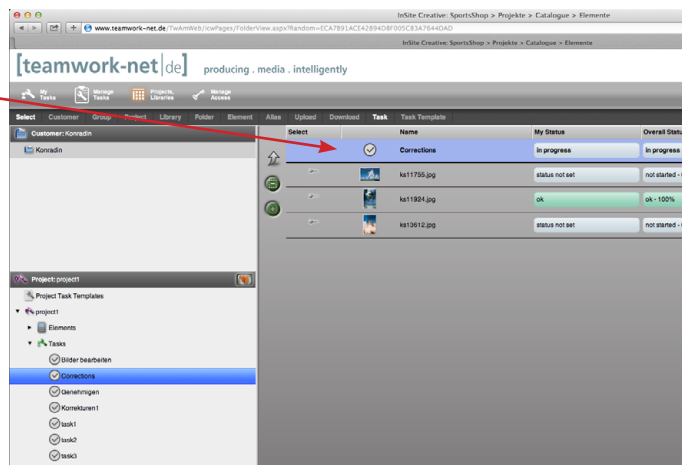 InSite Creative: SportsShop > Projekte > Catalogue > Elemente
www.teamwork-net.de/TwAmWeb/icwPages/FolderView.aspx?Random=ECA7B91ACE42894D8F005C83A7644DAD
InSite Creative: SportsShop > Projekte > Catalogue > Elemente
[teamwork-net|de] producing . media . intelligently
My Tasks Manage Tasks Projects, Libraries Manage Access
Select Customer Group Project Library Folder Element Alias Upload Download Task Task Template
Customer: Konradin
Konradin
Select Name My Status Overall Statu
Corrections in progress in progress
ks11755.jpg status not set not started -
ks11924.jpg ok ok - 100%
ks13612.jpg status not set not started -
Project: project1
Project Task Templates
project1
Elements
Tasks
Bilder bearbeiten
Corrections
Genehmigen
Korrekturen1
task1
task2
task3